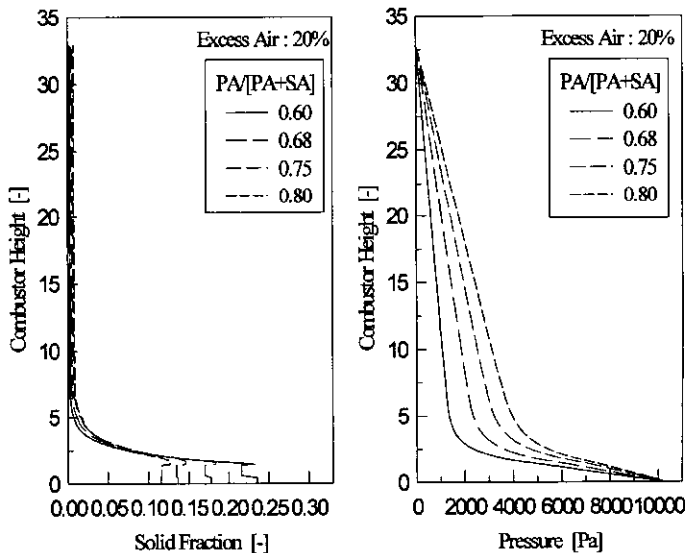 35
30
25
20
15
10
5
0
Combustor Height [-]
Excess Air : 20%
PA/[PA+SA]
0.60
0.68
0.75
0.80
0.00 0.05 0.10 0.15 0.20 0.25 0.30
Solid Fraction [-]
35
30
25
20
15
10
5
0
Combustor Height [-]
Excess Air : 20%
PA/[PA+SA]
0.60
0.68
0.75
0.80
0 2000 4000 6000 8000 10000
Pressure [Pa]